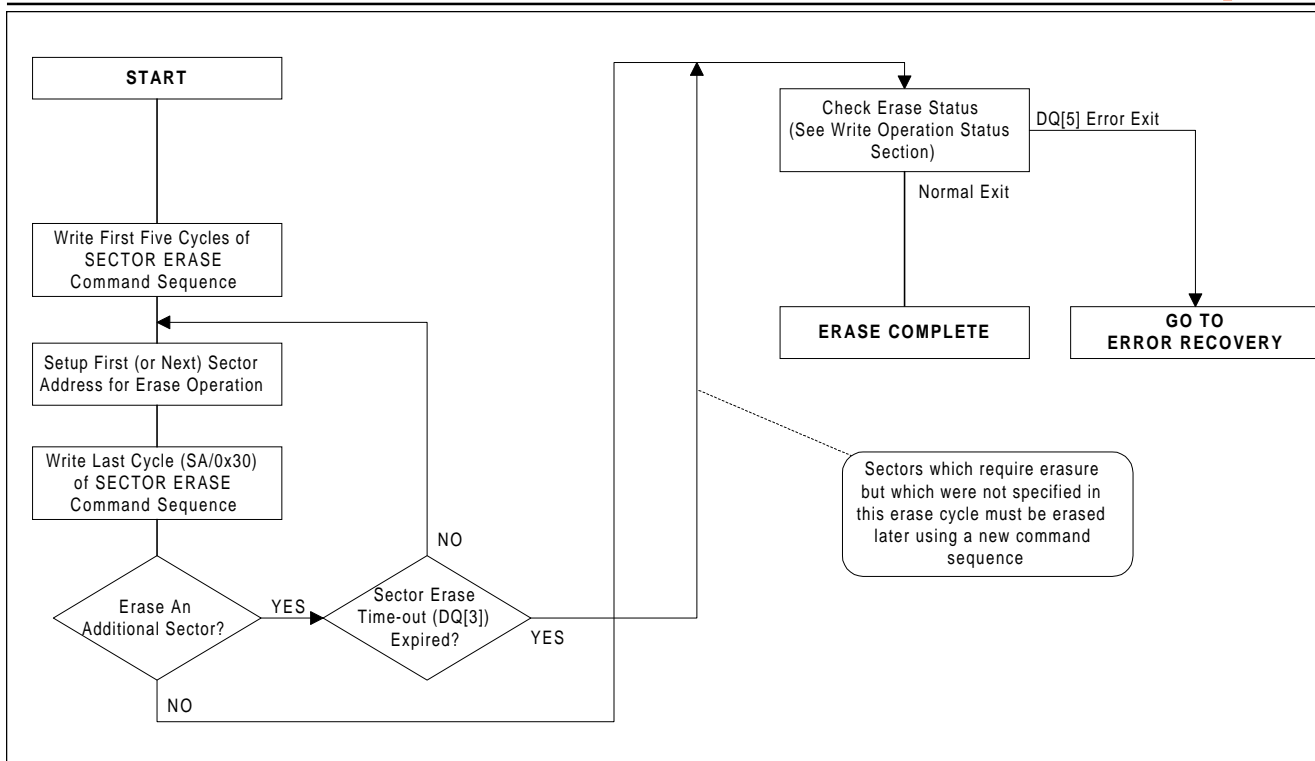 START
Write First Five Cycles of
SECTOR ERASE
Command Sequence
Setup First (or Next) Sector
Address for Erase Operation
Write Last Cycle (SA/0x30)
of SECTOR ERASE
Command Sequence
Erase An
Additional Sector?
YES
NO
Sector Erase
Time-out (DQ[3])
Expired?
NO
YES
Check Erase Status
(See Write Operation Status
Section)
DQ[5] Error Exit
Normal Exit
ERASE COMPLETE
GO TO
ERROR RECOVERY
Sectors which require erasure
but which were not specified in
this erase cycle must be erased
later using a new command
sequence